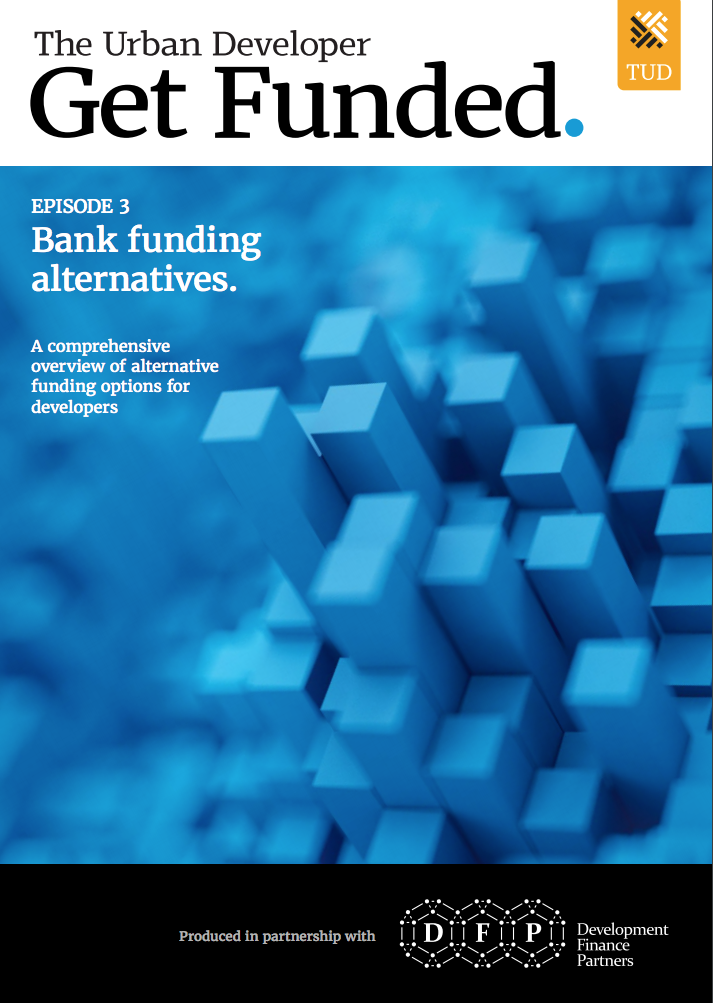 The Urban Developer
Get Funded.
TUD
EPISODE 3
Bank funding
alternatives.
A comprehensive
overview of alternative
funding options for
developers
Produced in partnership with
D F P
Development
Finance
Partners